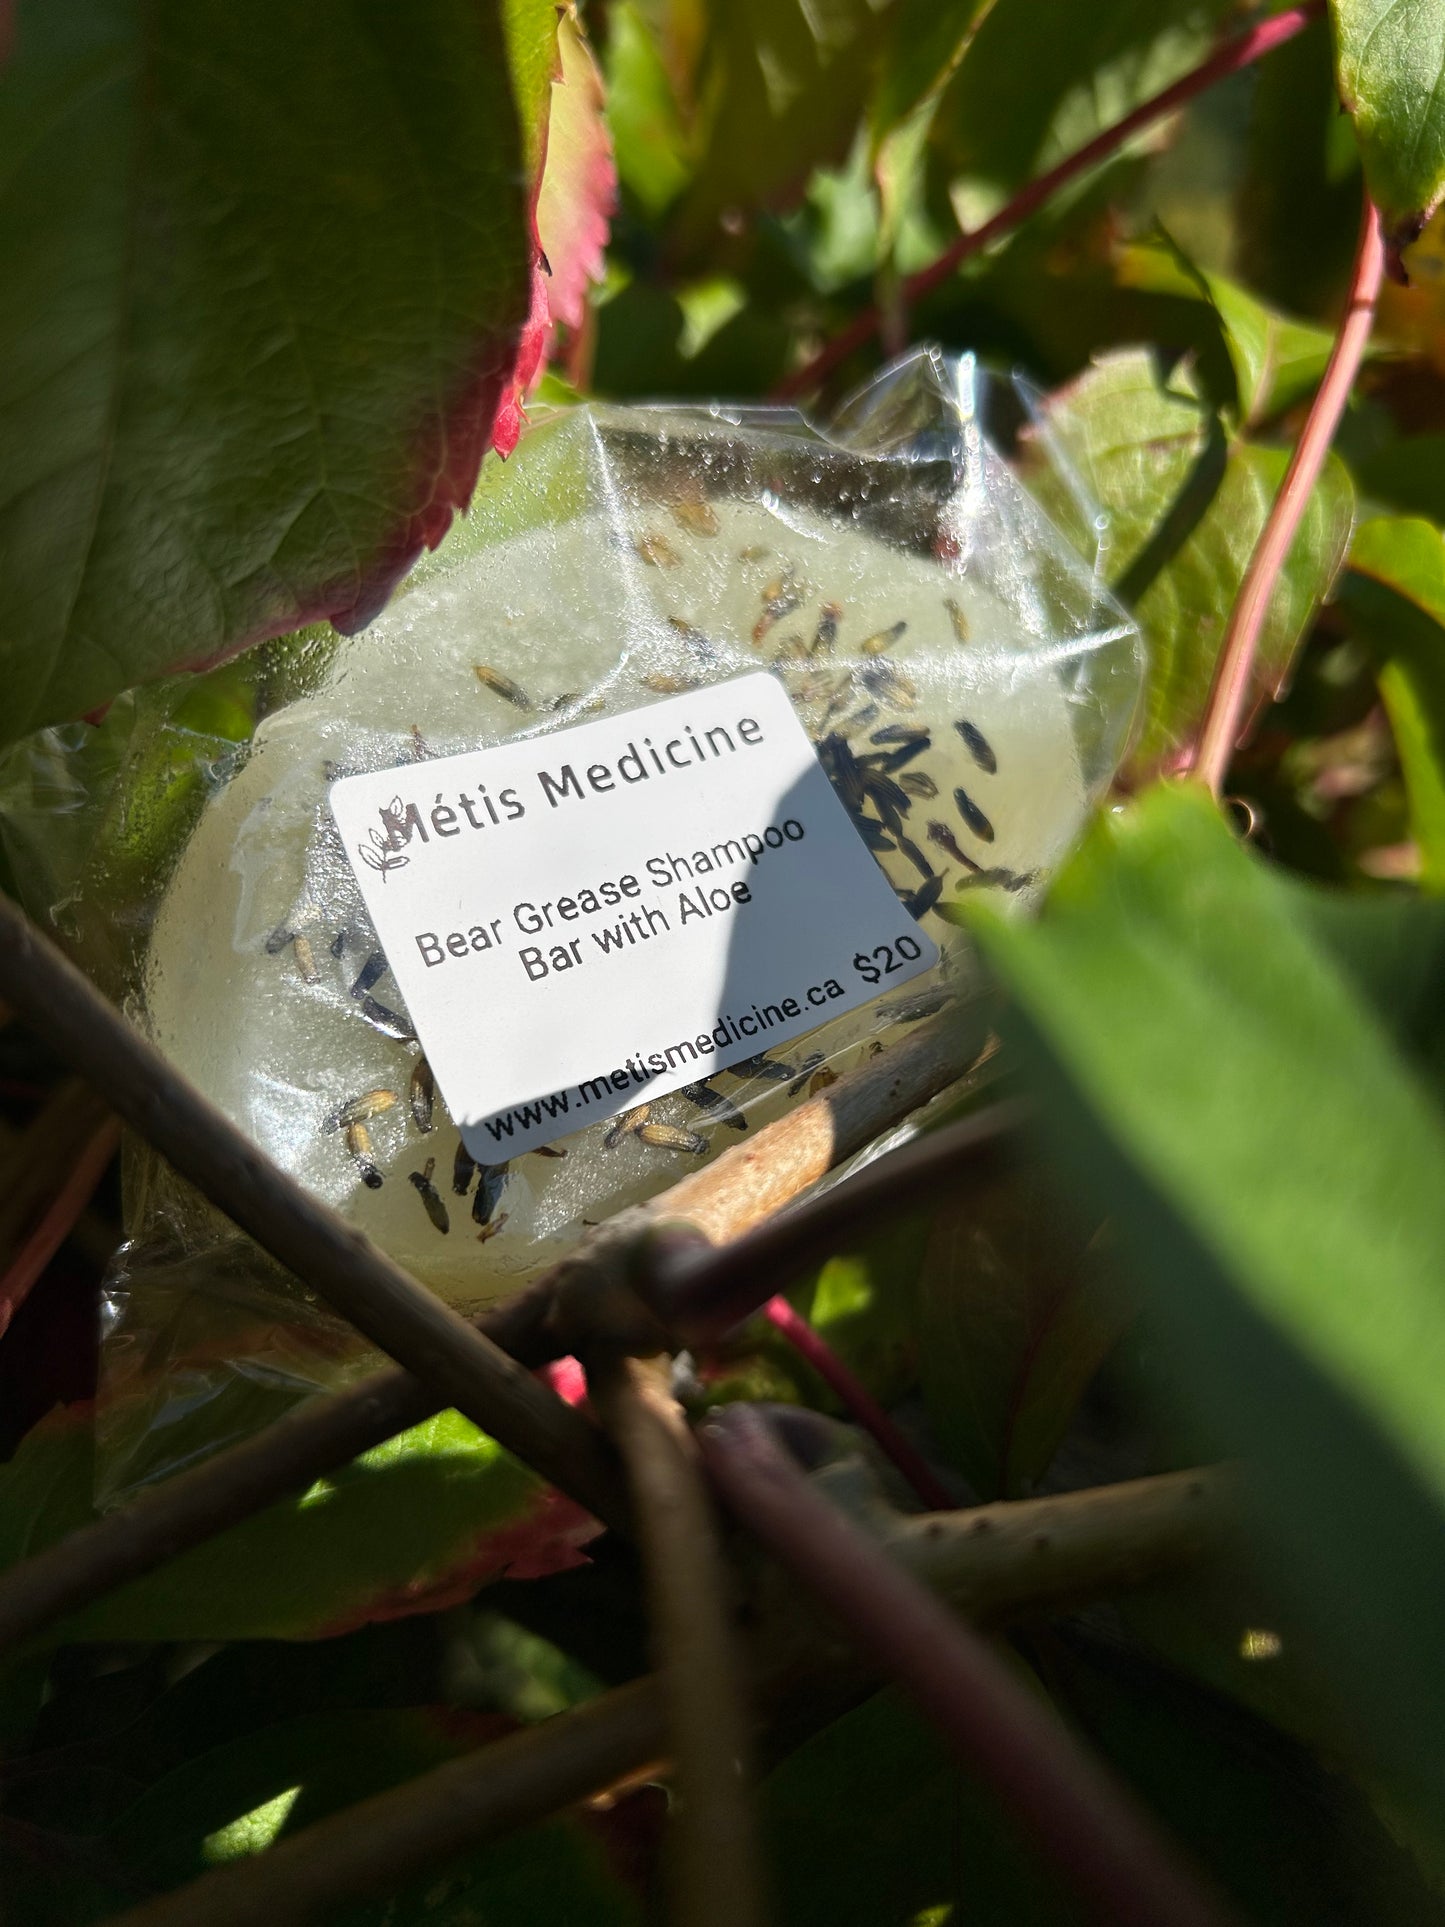 Métis Medicine
Bear Grease Shampoo
Bar with Aloe
www.metismedicine.ca $20